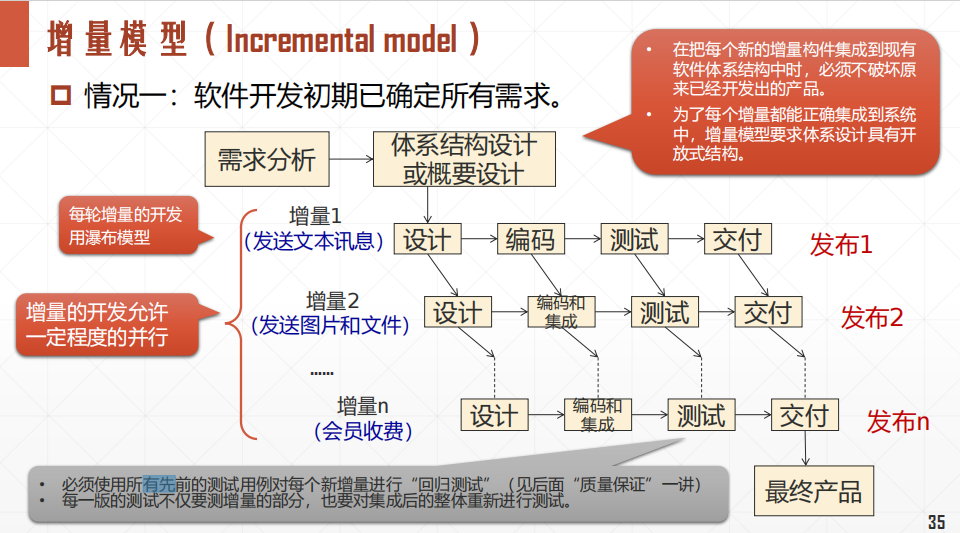 增量模型（Incremental model）
情况一：软件开发初期已确定所有需求。
• 在把每个新的增量构件集成到现有
软件体系结构中时，必须不破坏原
来已经开发出的产品。
• 为了每个增量都能正确集成到系统
中，增量模型要求体系设计具有开
放式结构。
需求分析
体系结构设计
或概要设计
每轮增量的开发
用瀑布模型
增量1
（发送文本讯息）
设计
编码
测试
交付
发布1
增量的开发允许
一定程度的并行
增量2
（发送图片和文件）
设计
编码和
集成
测试
交付
发布2
……
增量n
（会员收费）
设计
编码和
集成
测试
交付
发布n
• 必须使用所有先前的测试用例对每个新增量进行“回归测试”（见后面“质量保证”一讲）
• 每一版的测试不仅要测增量的部分，也要对集成后的整体重新进行测试。
最终产品
35